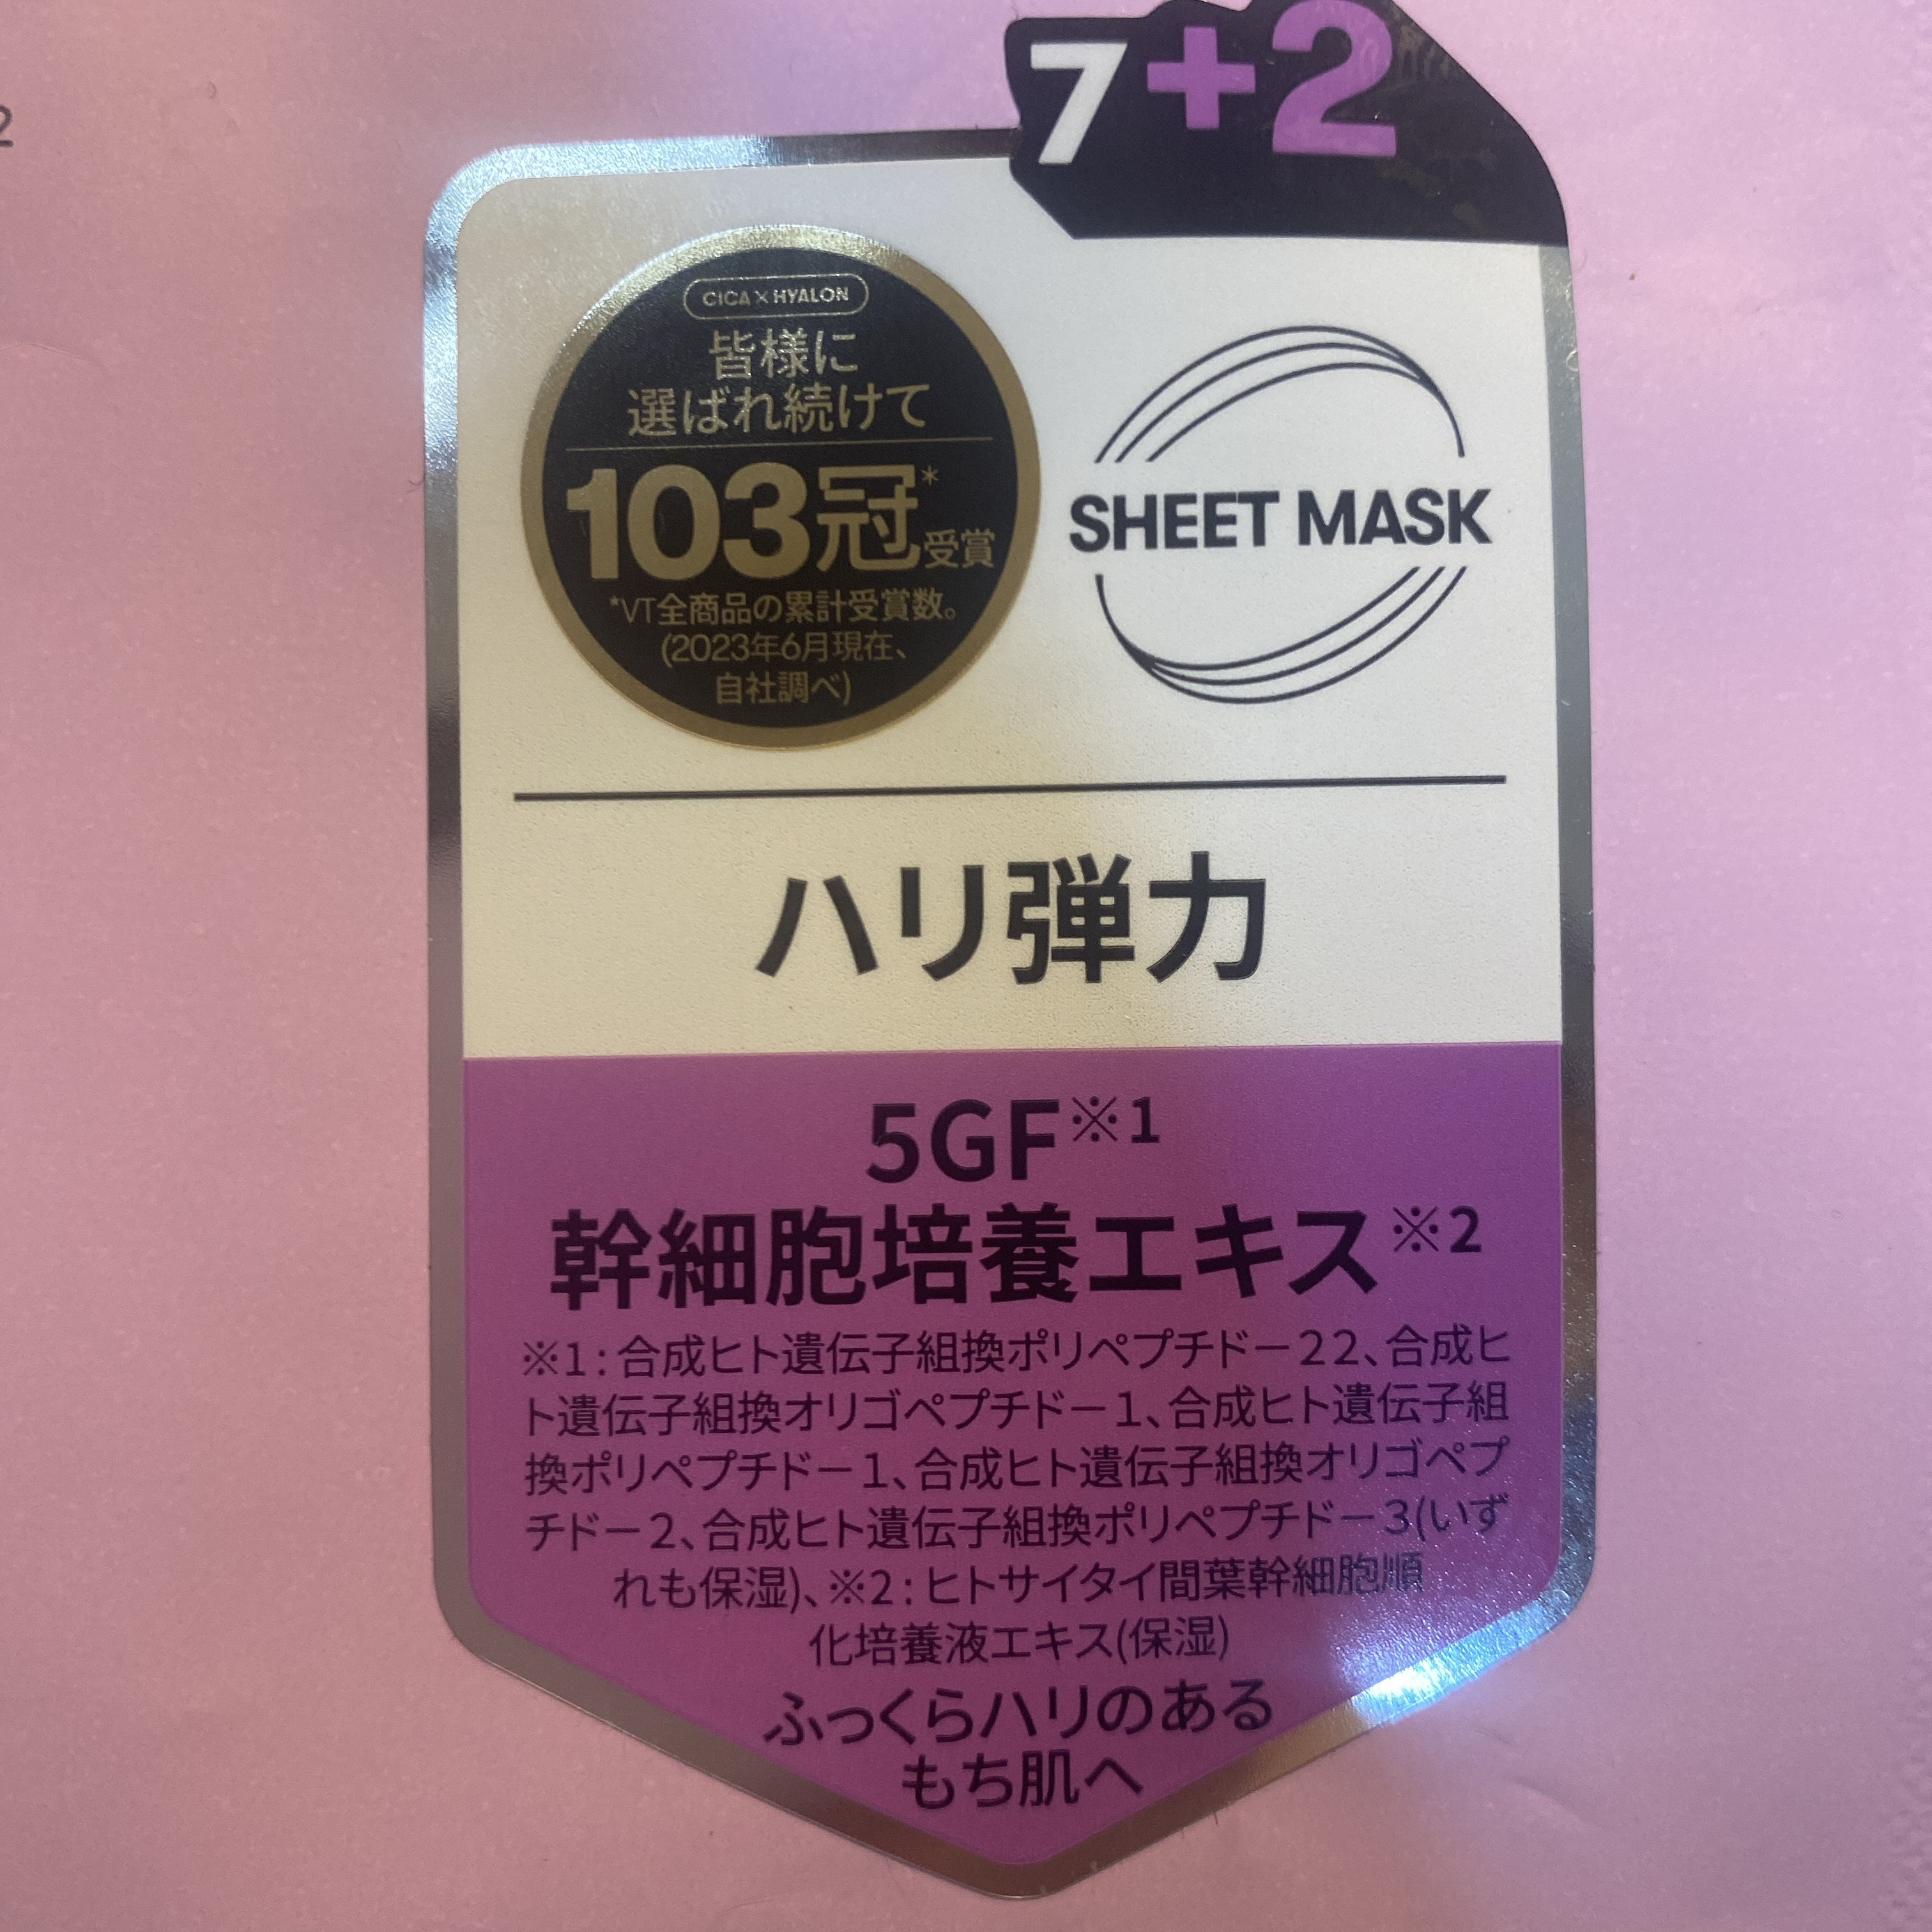 2
7+2
CICA×HYALON
皆様に
選ばれ続けて
103冠*受賞
*VT全商品の累計受賞数。
(2023年6月現在、
自社調べ)
SHEET MASK
ハリ弾力
5GF※1
幹細胞培養エキス※2
※1:合成ヒト遺伝子組換ポリペプチドー22、合成ヒ
ト遺伝子組換オリゴペプチドー1、合成ヒト遺伝子組
換ポリペプチドー1、合成ヒト遺伝子組換オリゴペプ
チドー2、合成ヒト遺伝子組換ポリペプチドー3(いず
れも保湿)、※2:ヒトサイタイ間葉幹細胞順
化培養液エキス(保湿)
ふっくらハリのある
もち肌へ